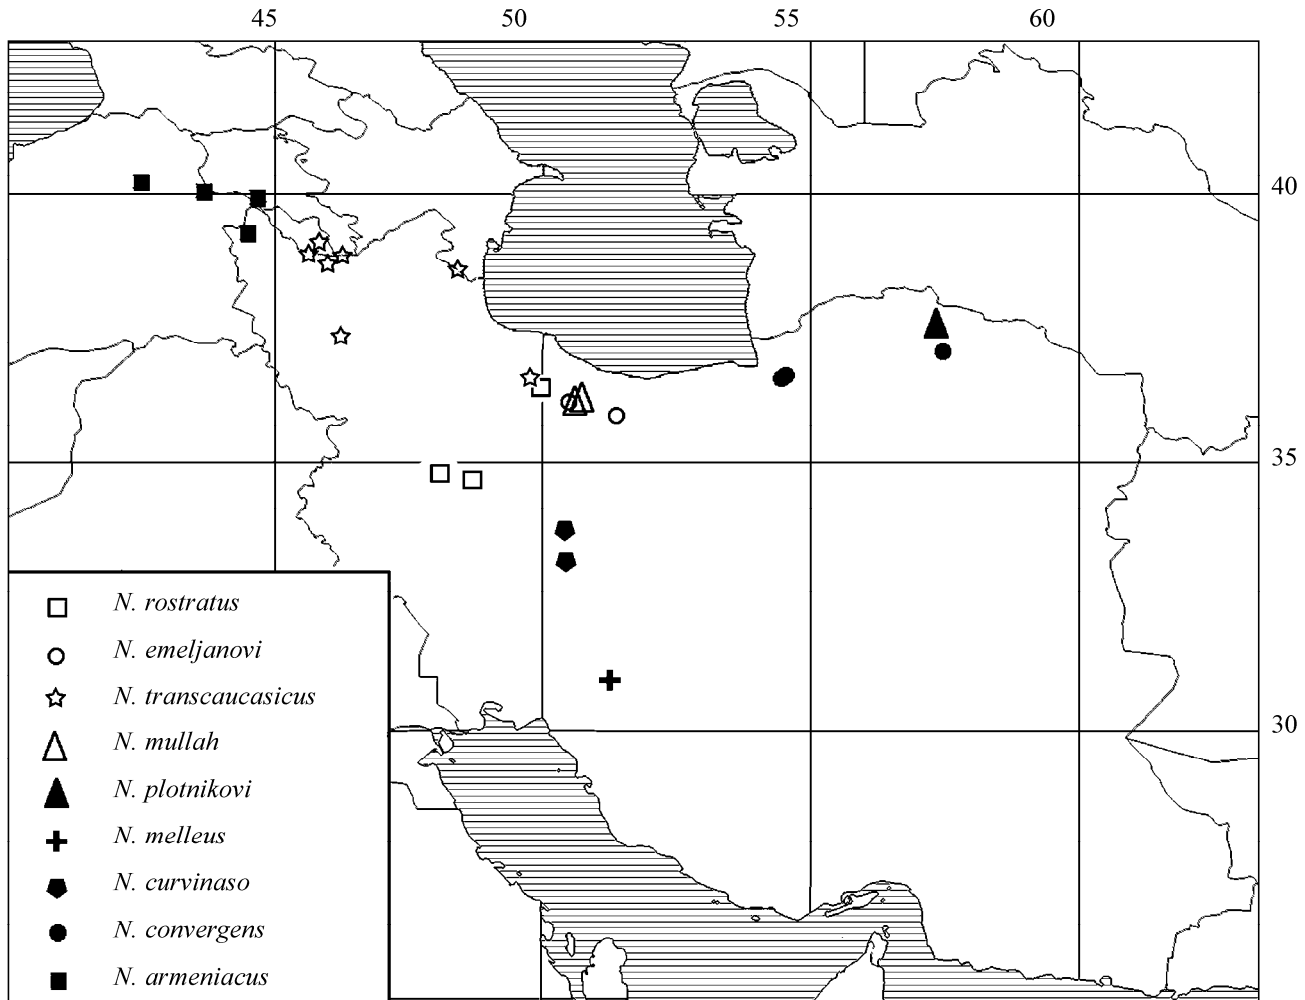 45 50 55 60
40
35
30
N. rostratus
N. emeljanovi
N. transcaucasicus
N. mullah
N. plotnikovi
N. melleus
N. curvinaso
N. convergens
N. armeniacus